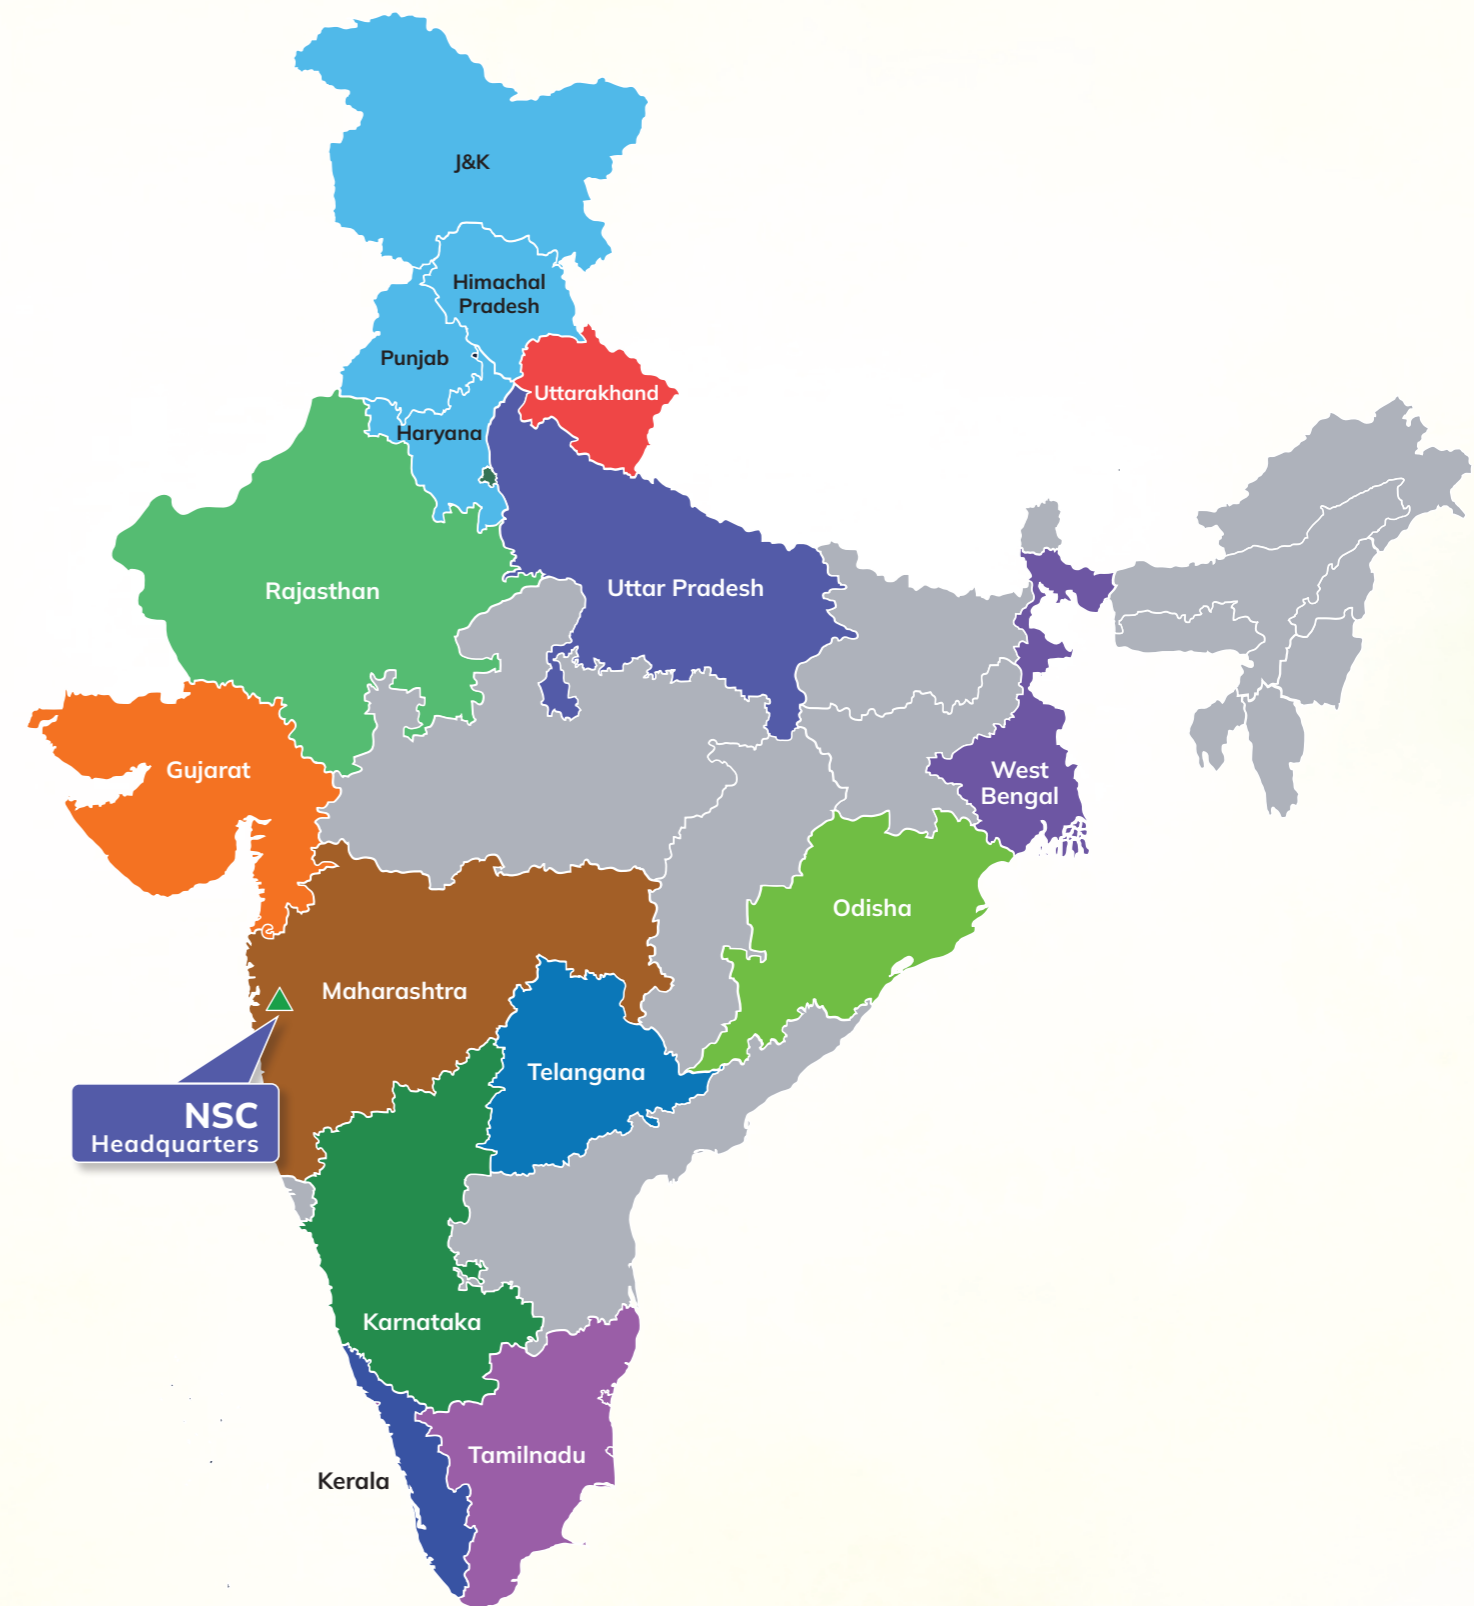 J&K
Himachal
Pradesh
Punjab
Uttarakhand
Haryana
Rajasthan
Uttar Pradesh
Gujarat
West
Bengal
Odisha
Maharashtra
Telangana
NSC
Headquarters
Karnataka
Tamilnadu
Kerala